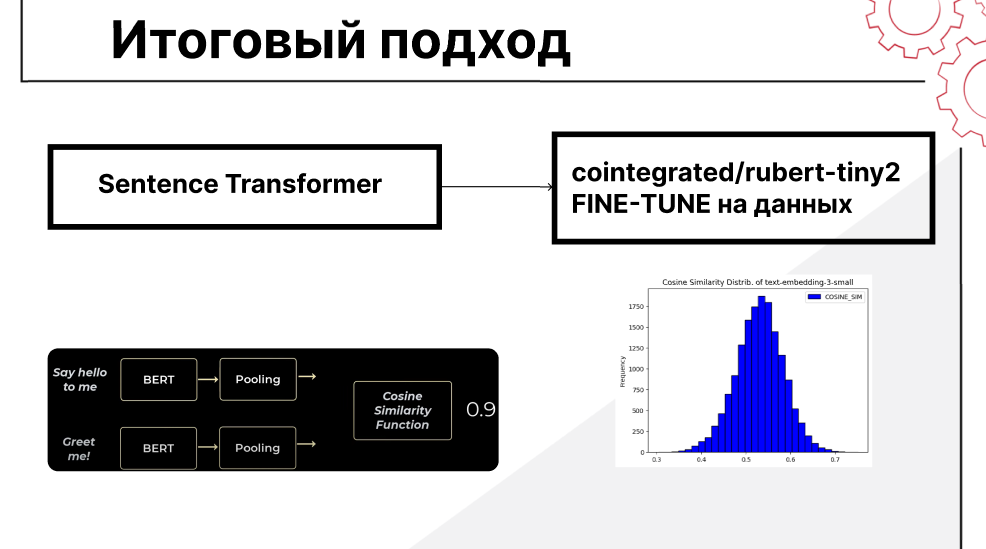 Итоговый подход
Sentence Transformer
cointegrated/rubert-tiny2
FINE-TUNE на данных
Say hello
to me
BERT
Pooling
Cosine
Similarity
Function
0.9
Greet
me!
BERT
Pooling
Cosine Similarity Distrib. of text-embedding-3-small
COSINE_SIM
Frequency
1750
1500
1250
1000
750
500
250
0
0.3 0.4 0.5 0.6 0.7